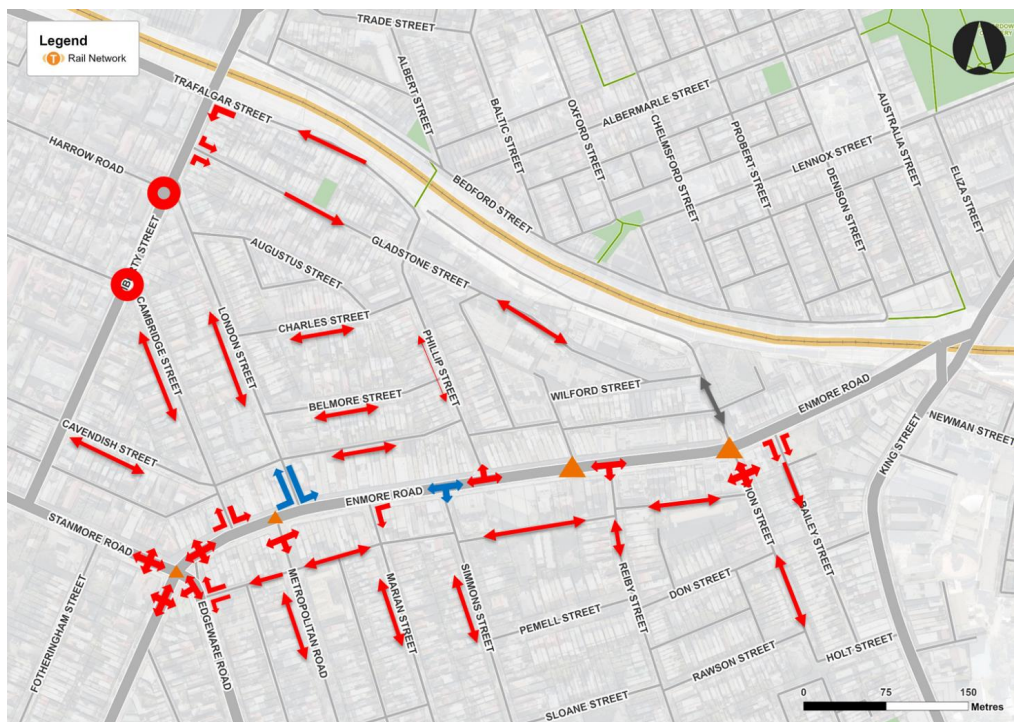 Legend
T Rail Network
TRADE STREET
TRAFALGAR STREET
ALBERT STREET
BALTIC STREET
OXFORD STREET
ALBERMARLE STREET
CHELMSFORD STREET
PROBERT STREET
AUSTRALIA STREET
LENNOX STREET
DENISON STREET
ELIZA STREET
HARROW ROAD
BEDFORD STREET
AUGUSTUS STREET
GLADSTONE STREET
CAMBRIDGE STREET
LONDON STREET
CHARLES STREET
PHILLIP STREET
BELMORE STREET
WILFORD STREET
ENMORE ROAD
CAVENDISH STREET
NEWMAN STREET
KING STREET
ENMORE ROAD
STANMORE ROAD
BAILEY STREET
FOTHERINGHAM STREET
EDGEWARE ROAD
METROPOLITAN ROAD
MARIAN STREET
SIMMONS STREET
REIBY STREET
DON STREET
PEMELL STREET
RAWSON STREET
HOLT STREET
SLOANE STREET
0 75 150
Metres